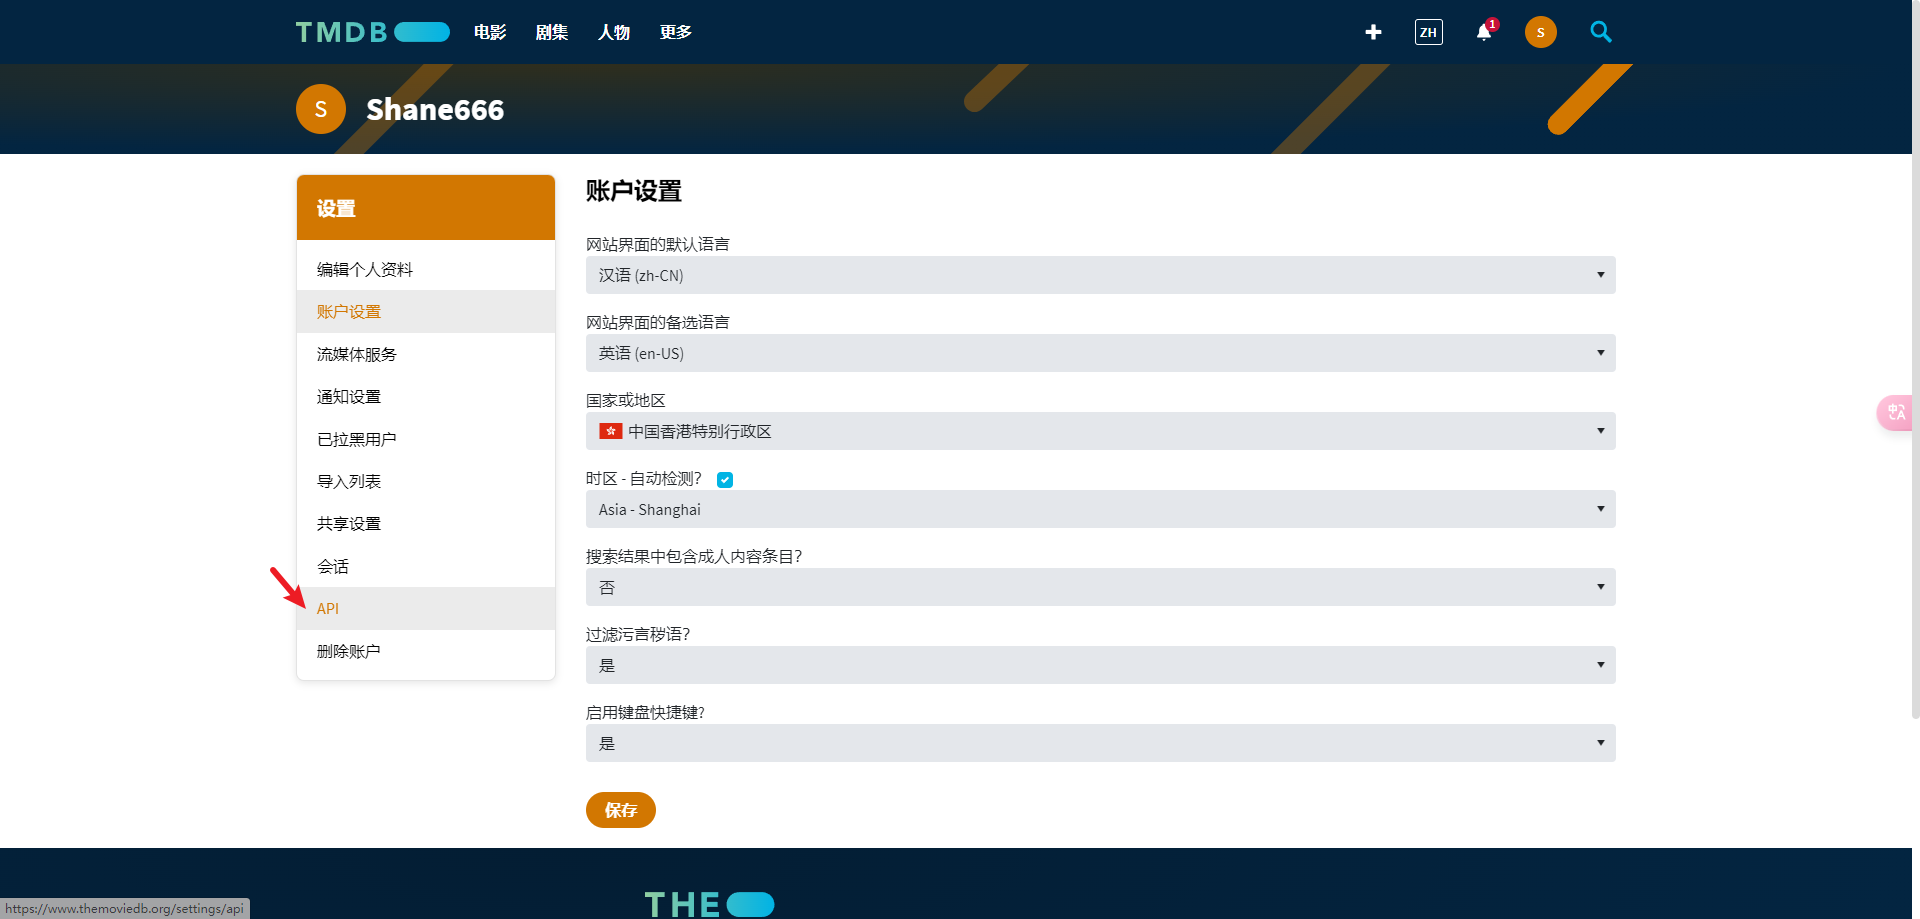 TMDB 电影 剧集 人物 更多 ZH 1 S
S Shane666
设置
编辑个人资料
账户设置
流媒体服务
通知设置
已拉黑用户
导入列表
共享设置
会话
API
删除账户
账户设置
网站界面的默认语言
汉语 (zh-CN)
网站界面的备选语言
英语 (en-US)
国家或地区
中国香港特别行政区
时区 - 自动检测?
Asia - Shanghai
搜索结果中包含成人内容条目?
否
过滤污言秽语?
是
启用键盘快捷键?
是
保存
中A
THE
https://www.themoviedb.org/settings/api